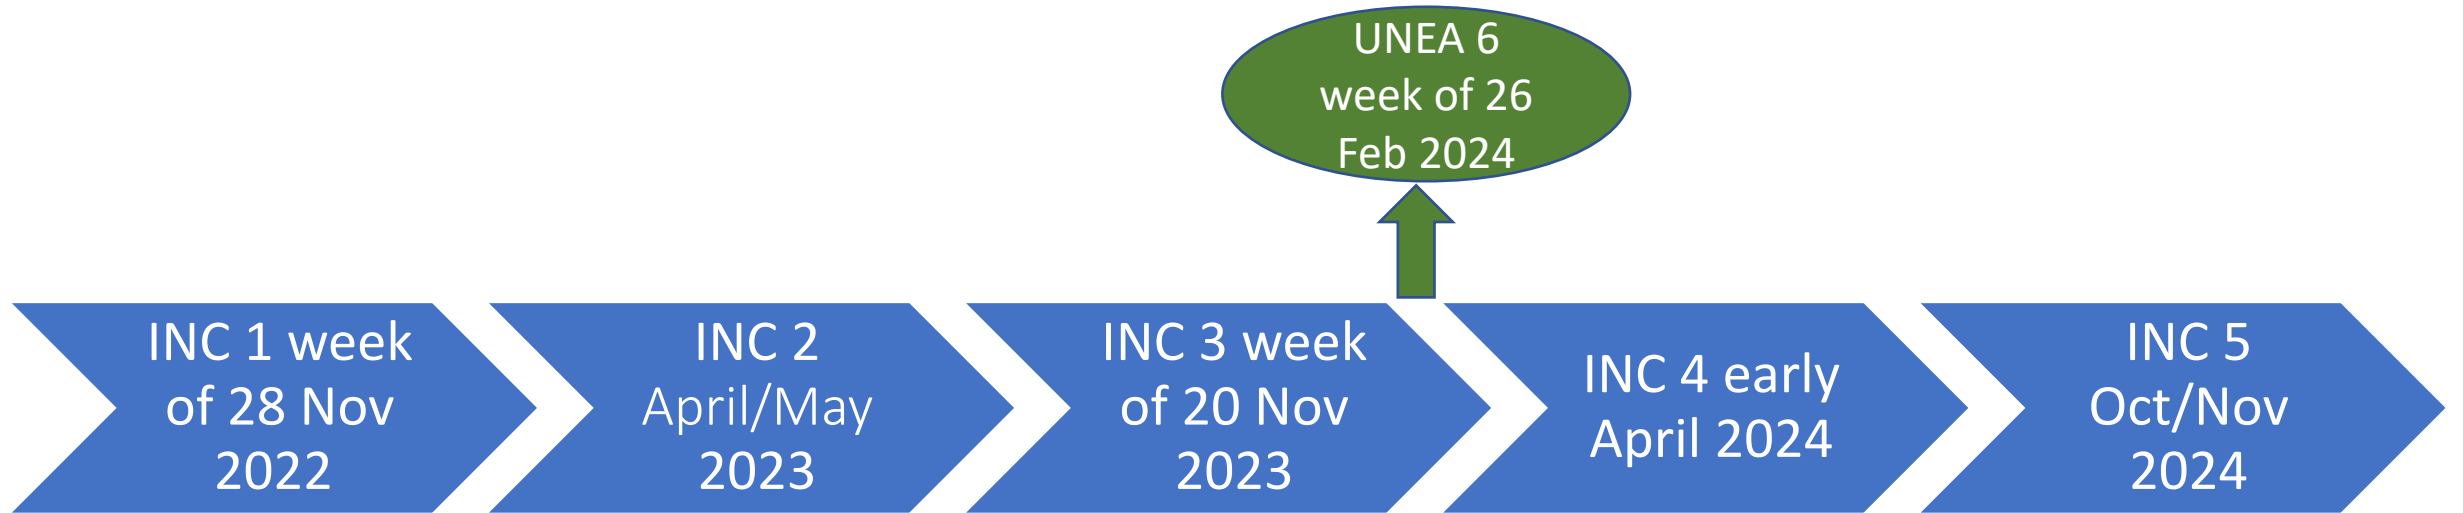 UNEA 6
week of 26
Feb 2024
INC 1 week
of 28 Nov
2022
INC 2
April/May
2023
INC 3 week
of 20 Nov
2023
INC 4 early
April 2024
INC 5
Oct/Nov
2024